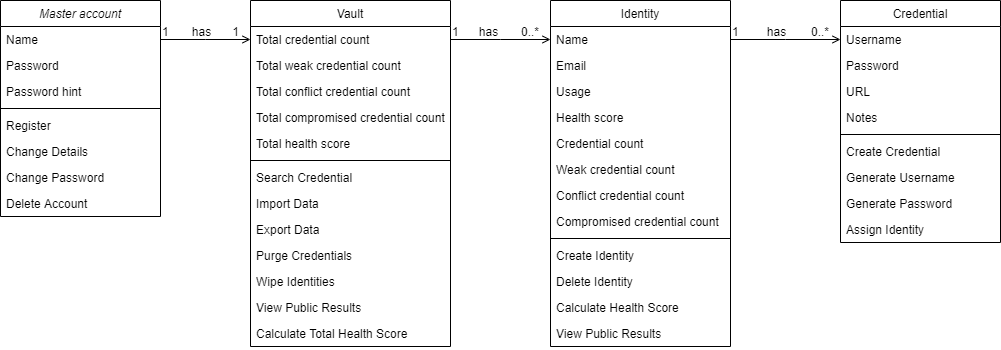 Master account
Name
Password
Password hint
Register
Change Details
Change Password
Delete Account
1 has 1
Vault
Total credential count
Total weak credential count
Total conflict credential count
Total compromised credential count
Total health score
Search Credential
Import Data
Export Data
Purge Credentials
Wipe Identities
View Public Results
Calculate Total Health Score
1 has 0..*
Identity
Name
Email
Usage
Health score
Credential count
Weak credential count
Conflict credential count
Compromised credential count
Create Identity
Delete Identity
Calculate Health Score
View Public Results
1 has 0..*
Credential
Username
Password
URL
Notes
Create Credential
Generate Username
Generate Password
Assign Identity